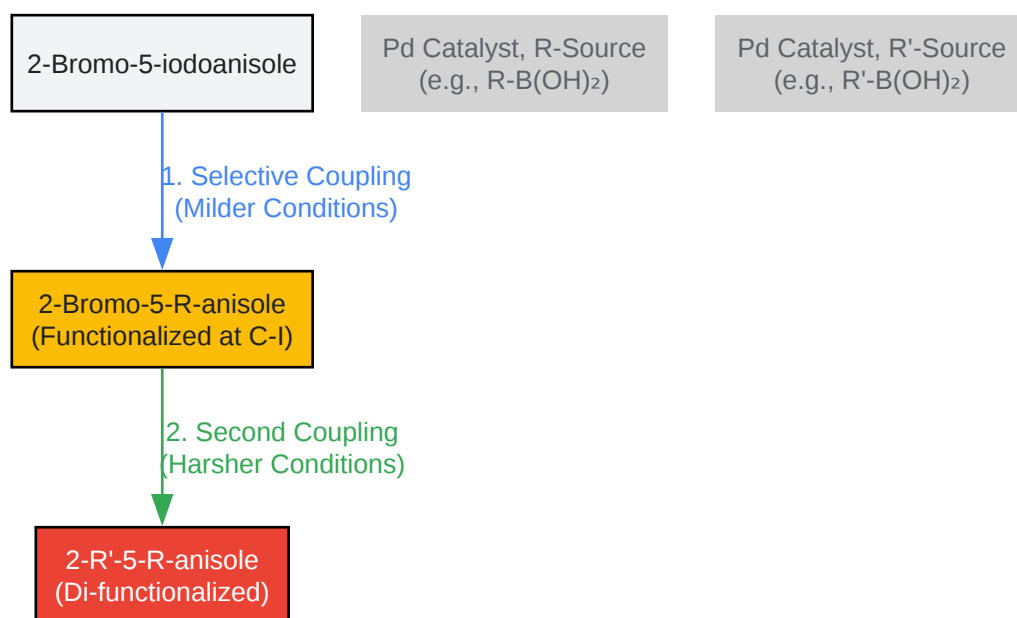 2-Bromo-5-iodoanisole
Pd Catalyst, R-Source
(e.g., R-B(OH)₂)
Pd Catalyst, R'-Source
(e.g., R'-B(OH)₂)
1. Selective Coupling
(Milder Conditions)
2-Bromo-5-R-anisole
(Functionalized at C-I)
2. Second Coupling
(Harsher Conditions)
2-R'-5-R-anisole
(Di-functionalized)